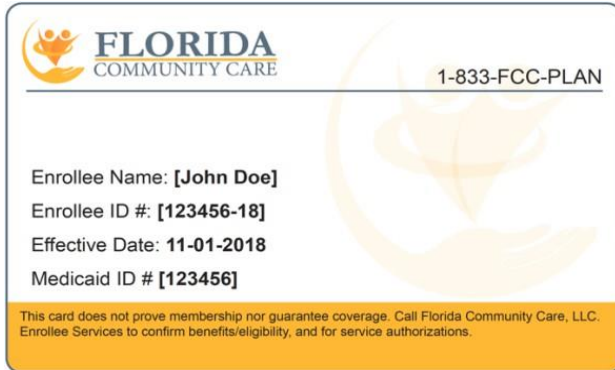 FLORIDA
COMMUNITY CARE
1-833-FCC-PLAN
Enrollee Name: [John Doe]
Enrollee ID #: [123456-18]
Effective Date: 11-01-2018
Medicaid ID # [123456]
This card does not prove membership nor guarantee coverage. Call Florida Community Care, LLC.
Enrollee Services to confirm benefits/eligibility, and for service authorizations.